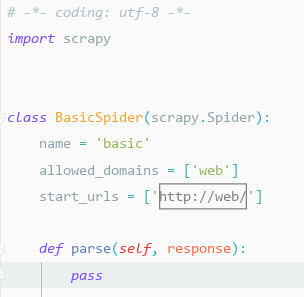 # -*- coding: utf-8 -*-
import scrapy
class BasicSpider(scrapy.Spider):
name = 'basic'
allowed_domains = ['web']
start_urls = ['http://web/']
def parse(self, response):
pass